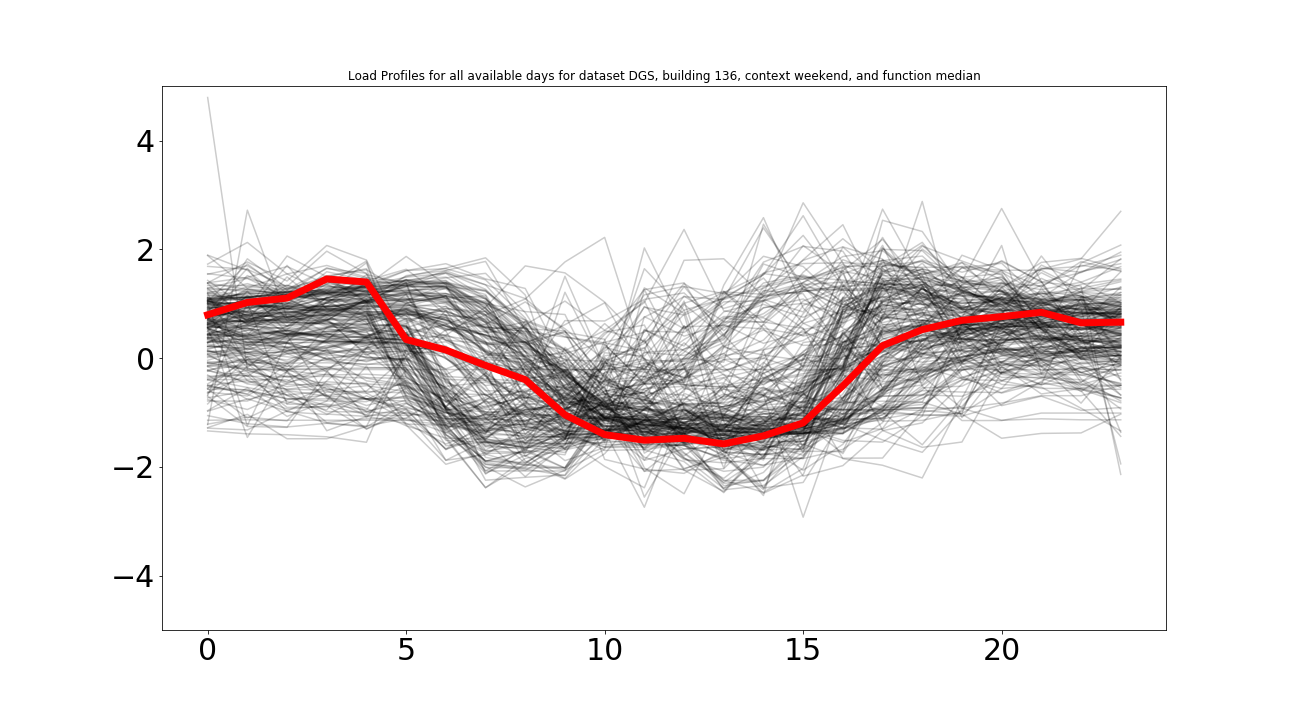 Load Profiles for all available days for dataset DGS, building 136, context weekend, and function median
4
2
0
−2
−4
0 5 10 15 20